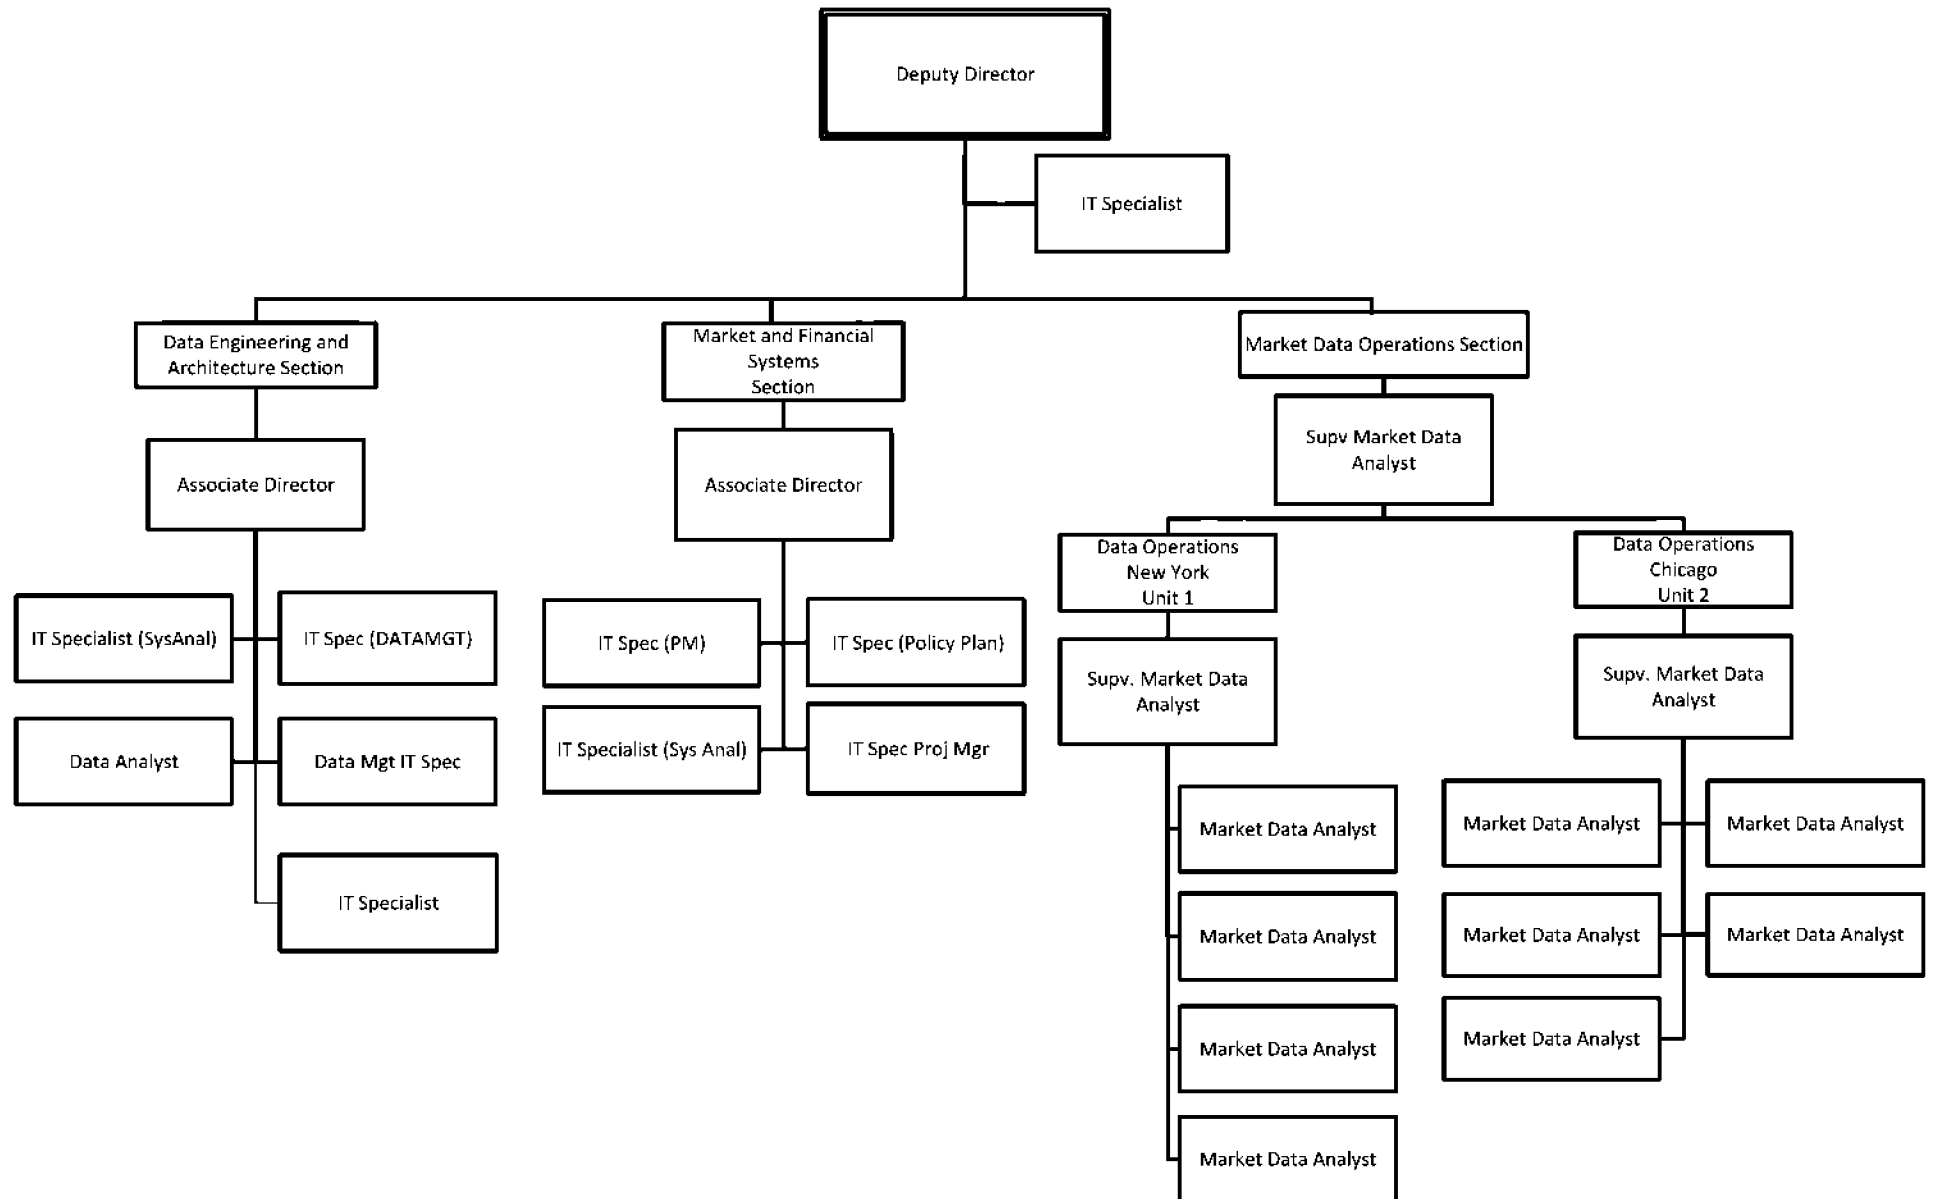 Deputy Director
IT Specialist
Data Engineering and
Architecture Section
Market and Financial
Systems
Section
Market Data Operations Section
Associate Director
Associate Director
Supv Market Data
Analyst
IT Specialist (SysAnal)
IT Spec (DATAMGT)
Data Analyst
Data Mgt IT Spec
IT Specialist
IT Spec (PM)
IT Spec (Policy Plan)
IT Specialist (Sys Anal)
IT Spec Proj Mgr
Data Operations
New York
Unit 1
Supv. Market Data
Analyst
Market Data Analyst
Market Data Analyst
Market Data Analyst
Market Data Analyst
Data Operations
Chicago
Unit 2
Supv. Market Data
Analyst
Market Data Analyst
Market Data Analyst
Market Data Analyst
Market Data Analyst
Market Data Analyst